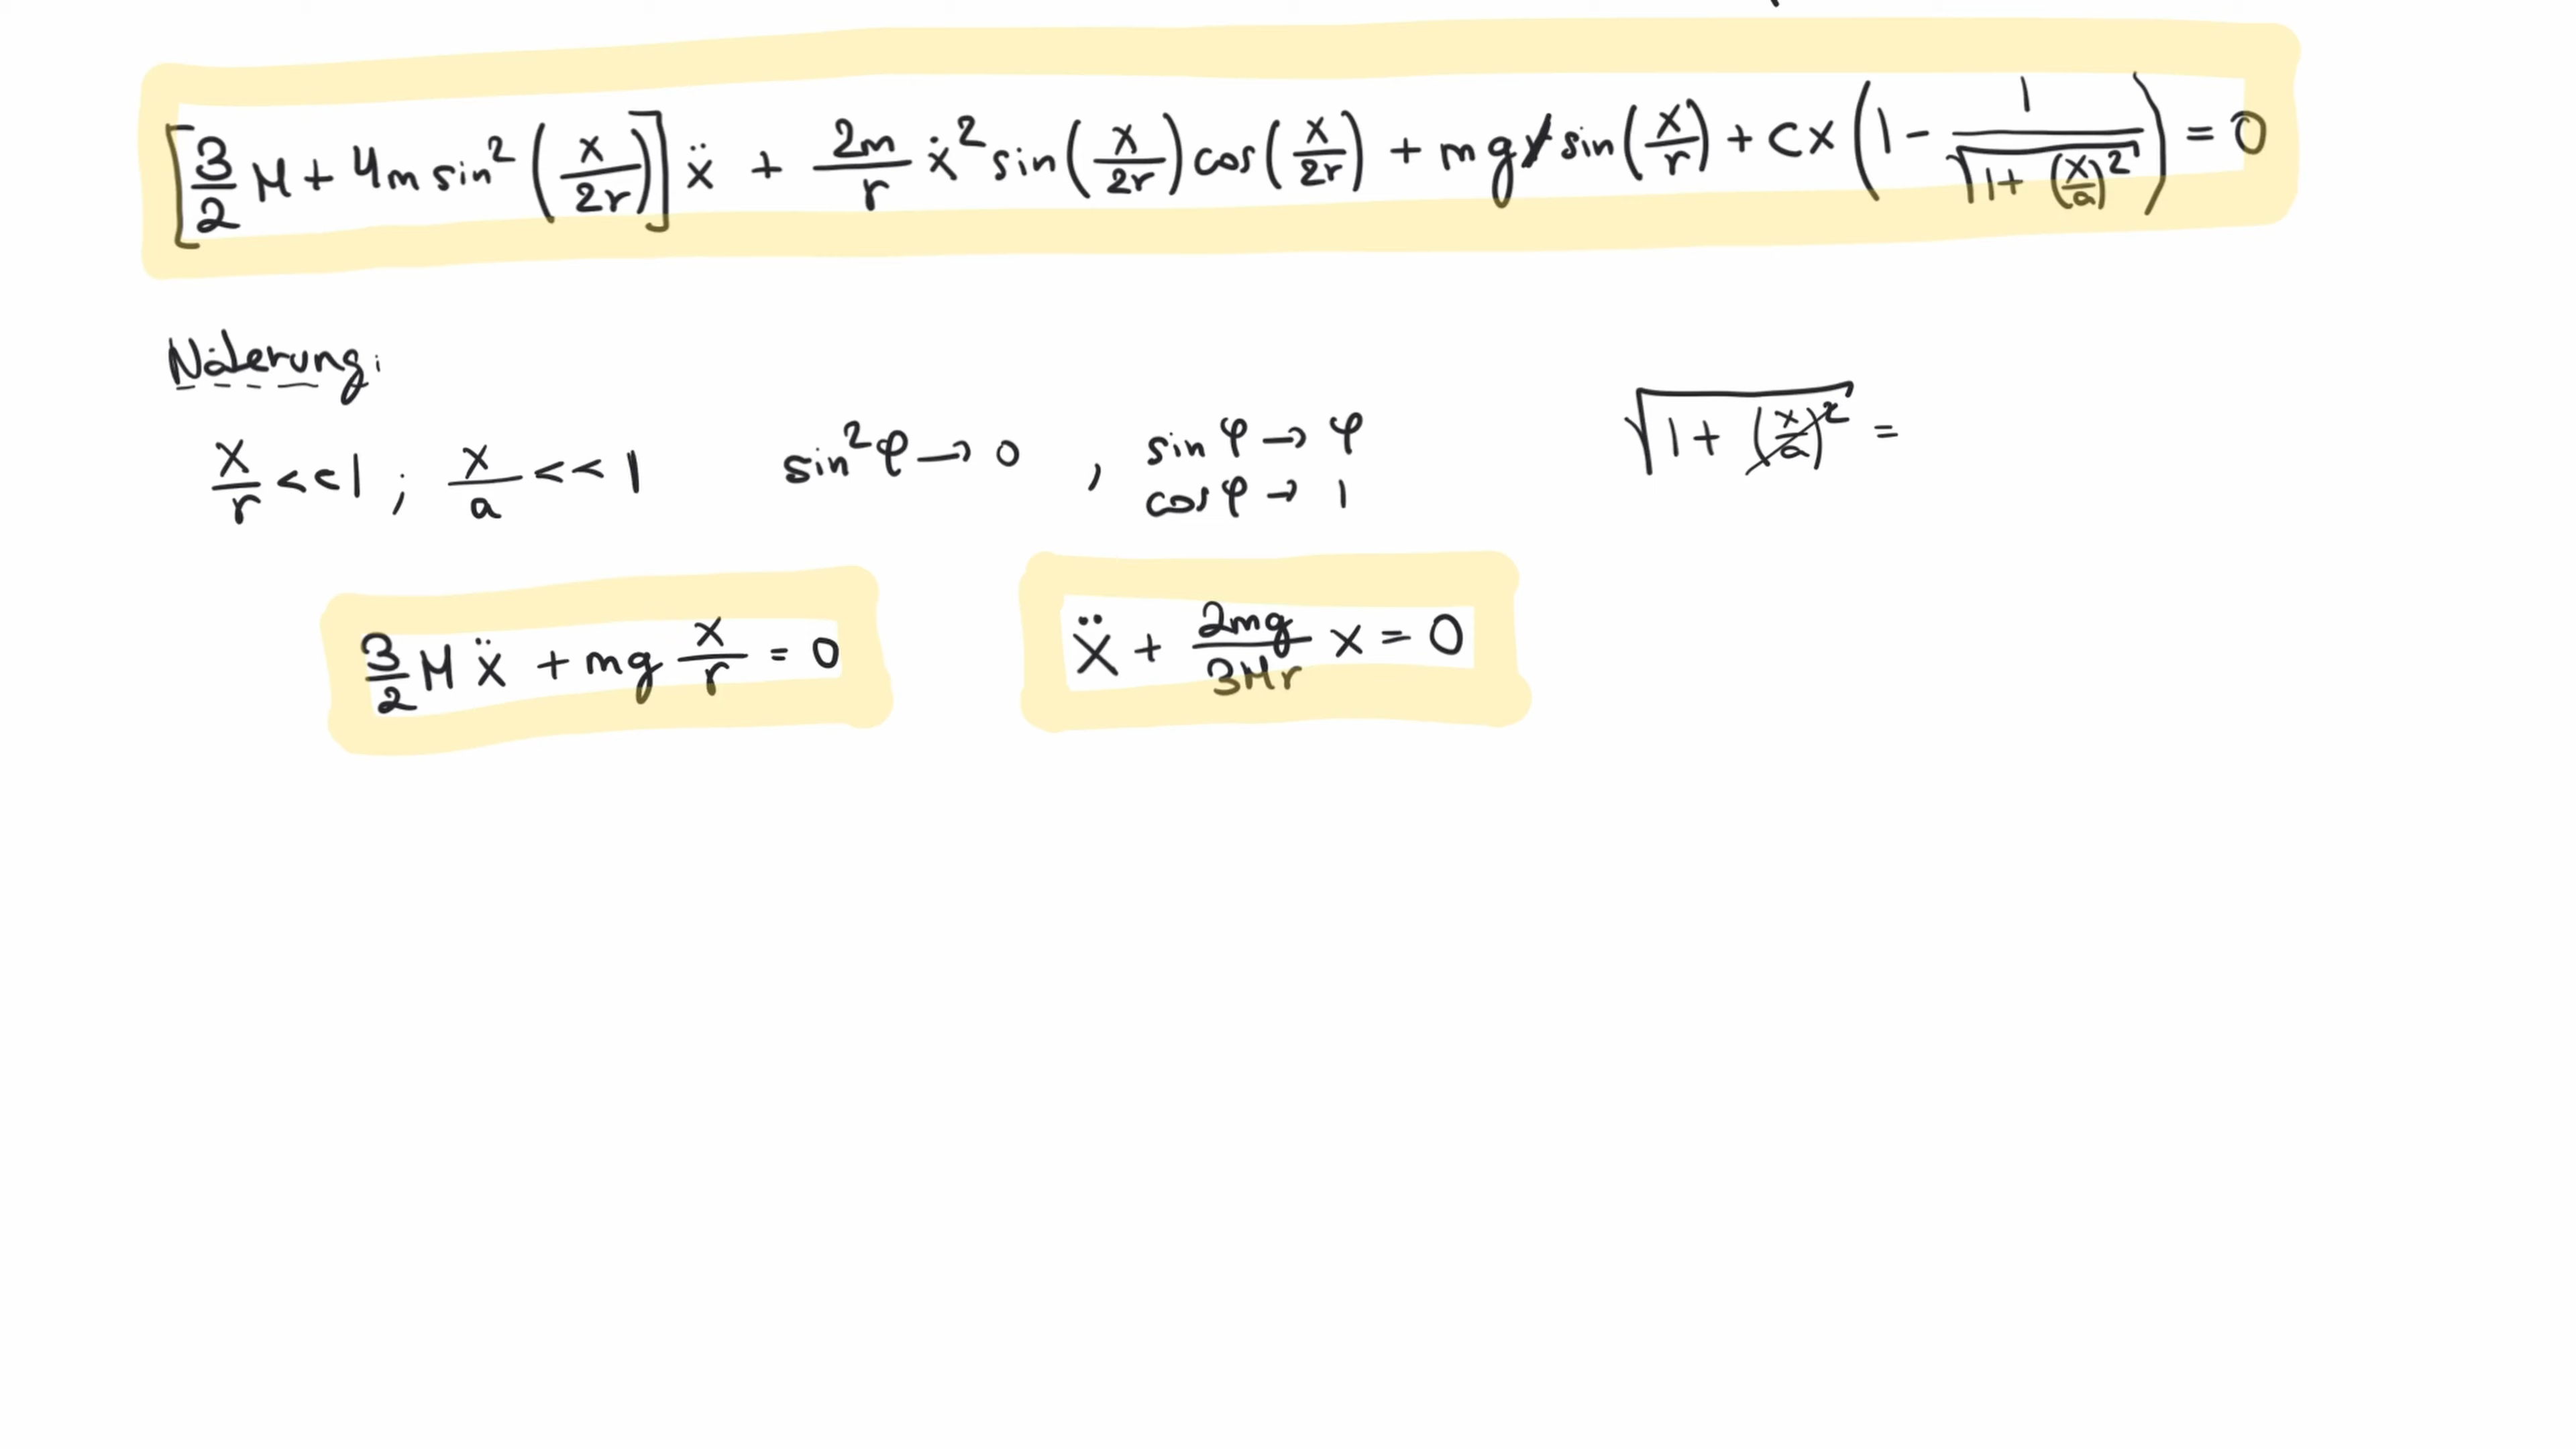 [3/2 M + 4m sin²(x/2r)] ẍ + 2m/r ẋ² sin(x/2r) cos(x/2r) + mg sin(x/r) + cx (1 - 1/√(1 + (x/a)²)) = 0
Näherung:
x/r << 1 ; x/a << 1 sin²φ → 0 , sin φ → φ √(1 + (x/a)²) =
cos φ → 1
3/2 M ẍ + mg x/r = 0 ẍ + 2mg/3Mr x = 0